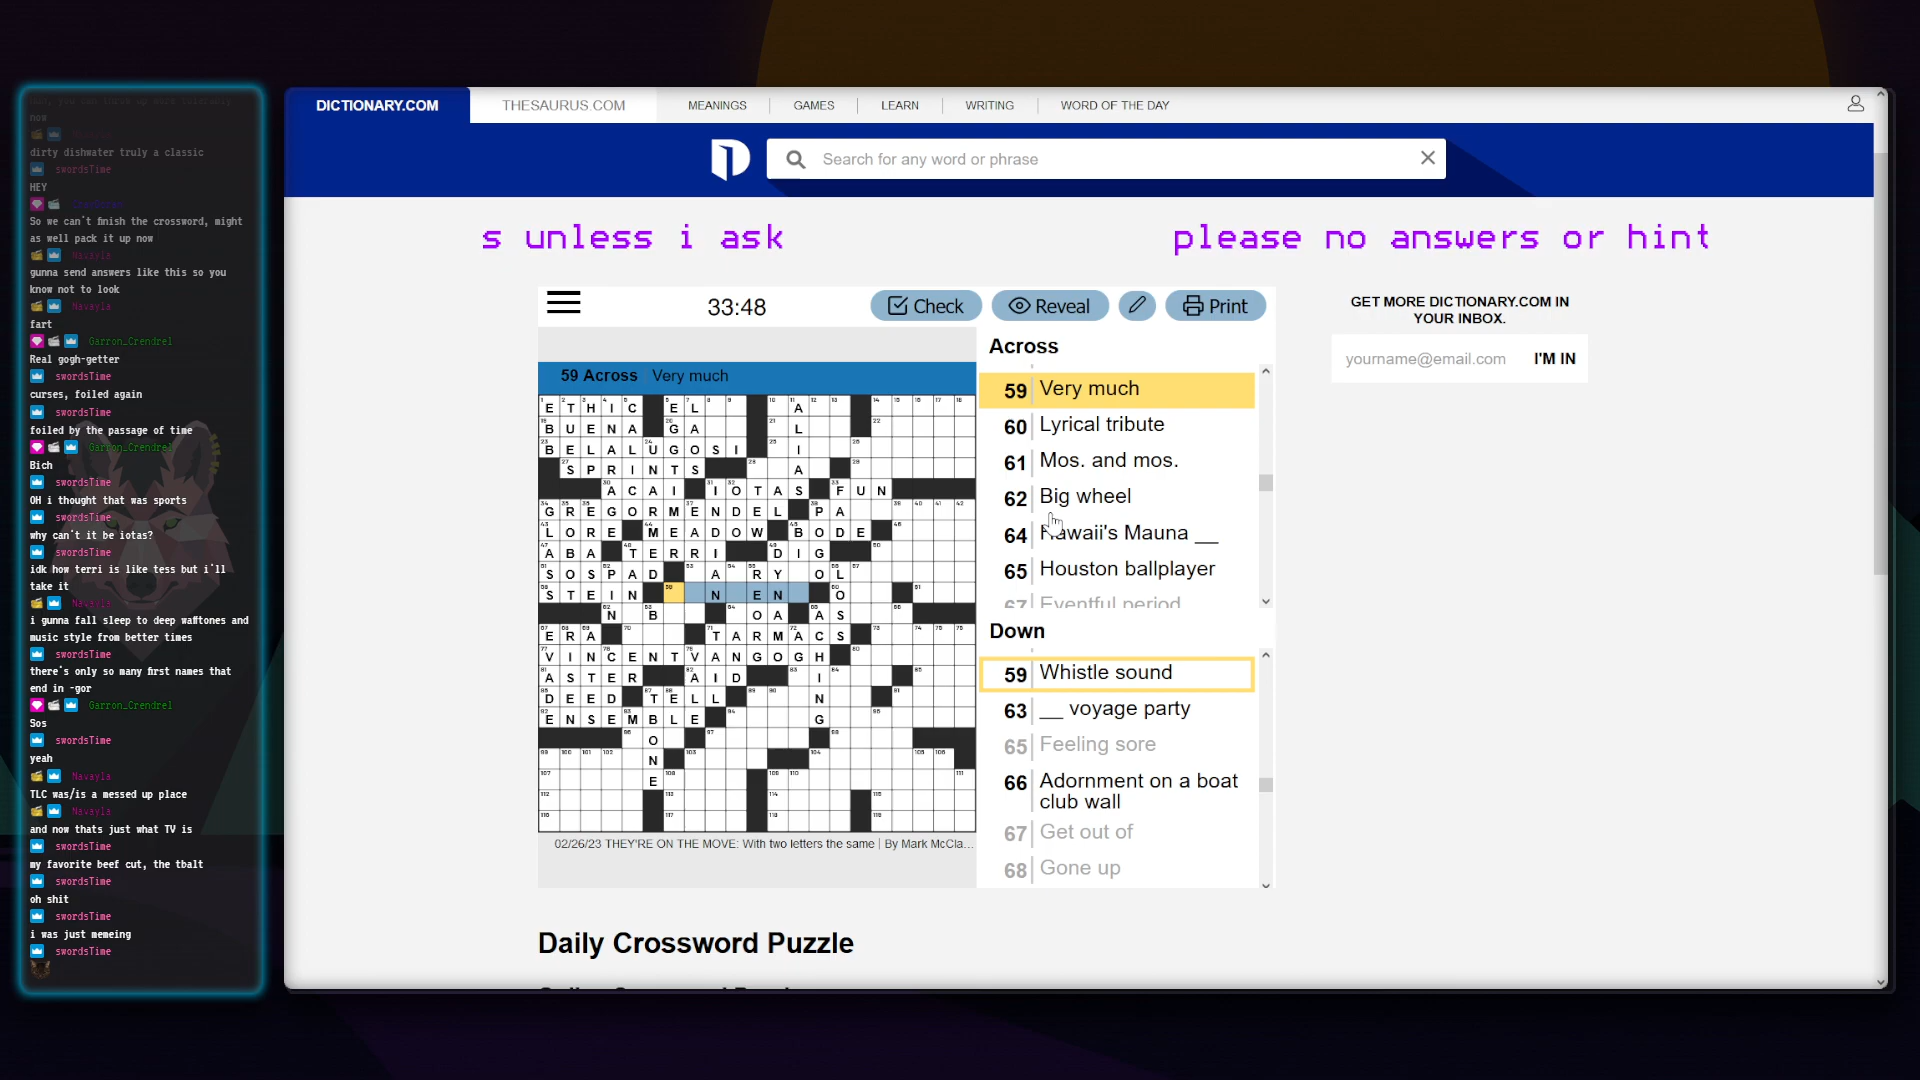 now
dirty dishwater truly a classic
swordsTime
HEY
So we can't finish the crossword, might
as well pack it up now
Navayla
gunna send answers like this so you
know not to look
Navayla
fart
Garron_Crendrel
Real gogh-getter
swordsTime
curses, foiled again
swordsTime
foiled by the passage of time
Garron_Crendrel
Bich
swordsTime
OH i thought that was sports
swordsTime
why can't it be iotas?
swordsTime
idk how terri is like tess but i'll
take it
Navayla
i gunna fall sleep to deep waftones and
music style from better times
swordsTime
there's only so many first names that
end in -gor
Garron_Crendrel
Sos
swordsTime
yeah
Navayla
TLC was/is a messed up place
Navayla
and now thats just what TV is
swordsTime
my favorite beef cut, the tbalt
swordsTime
oh shit
swordsTime
i was just memeing
swordsTime
DICTIONARY.COM
THESAURUS.COM
MEANINGS
GAMES
LEARN
WRITING
WORD OF THE DAY
Search for any word or phrase
s unless i ask
please no answers or hint
33:48
Check
Reveal
Print
59 Across Very much
E T H I C E L A
B U E N A G A L
B E L A L U G O S I I
S P R I N T S A
A C A I I O T A S F U N
G R E G O R M E N D E L P A
L O R E M E A D O W B O D E
A B A T E R R I D I G
S O S P A D A R Y O L
S T E I N N E N O
N B O A A S
E R A T A R M A C S
V I N C E N T V A N G O G H
A S T E R A I D I
D E E D T E L L N
E N S E M B L E G
O
N
E
02/26/23 THEY'RE ON THE MOVE: With two letters the same | By Mark McCla...
Across
59 Very much
60 Lyrical tribute
61 Mos. and mos.
62 Big wheel
64 Hawaii's Mauna __
65 Houston ballplayer
67 Eventful period
Down
59 Whistle sound
63 __ voyage party
65 Feeling sore
66 Adornment on a boat
club wall
67 Get out of
68 Gone up
GET MORE DICTIONARY.COM IN
YOUR INBOX.
yourname@email.com
I'M IN
Daily Crossword Puzzle